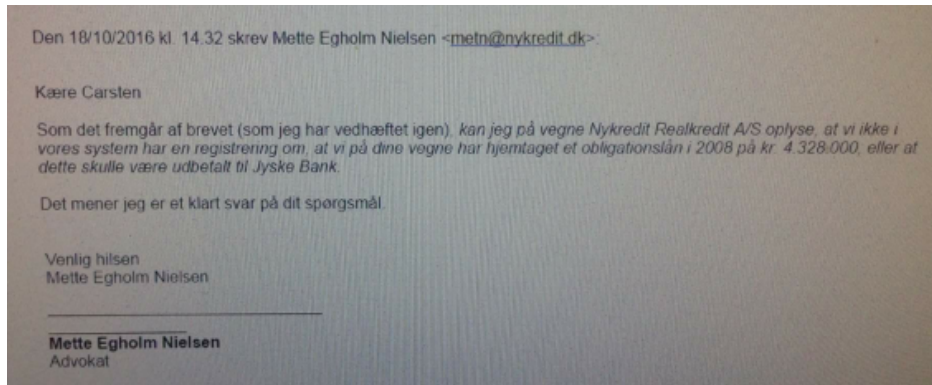 Den 18/10/2016 kl. 14.32 skrev Mette Egholm Nielsen <metn@nykredit.dk>:
Kære Carsten
Som det fremgår af brevet (som jeg har vedhæftet igen), kan jeg på vegne Nykredit Realkredit A/S oplyse, at vi ikke i
vores system har en registrering om, at vi på dine vegne har hjemtaget et obligationslån i 2008 på kr. 4.328.000, eller at
dette skulle være udbetalt til Jyske Bank.
Det mener jeg er et klart svar på dit spørgsmål.
Venlig hilsen
Mette Egholm Nielsen
Mette Egholm Nielsen
Advokat